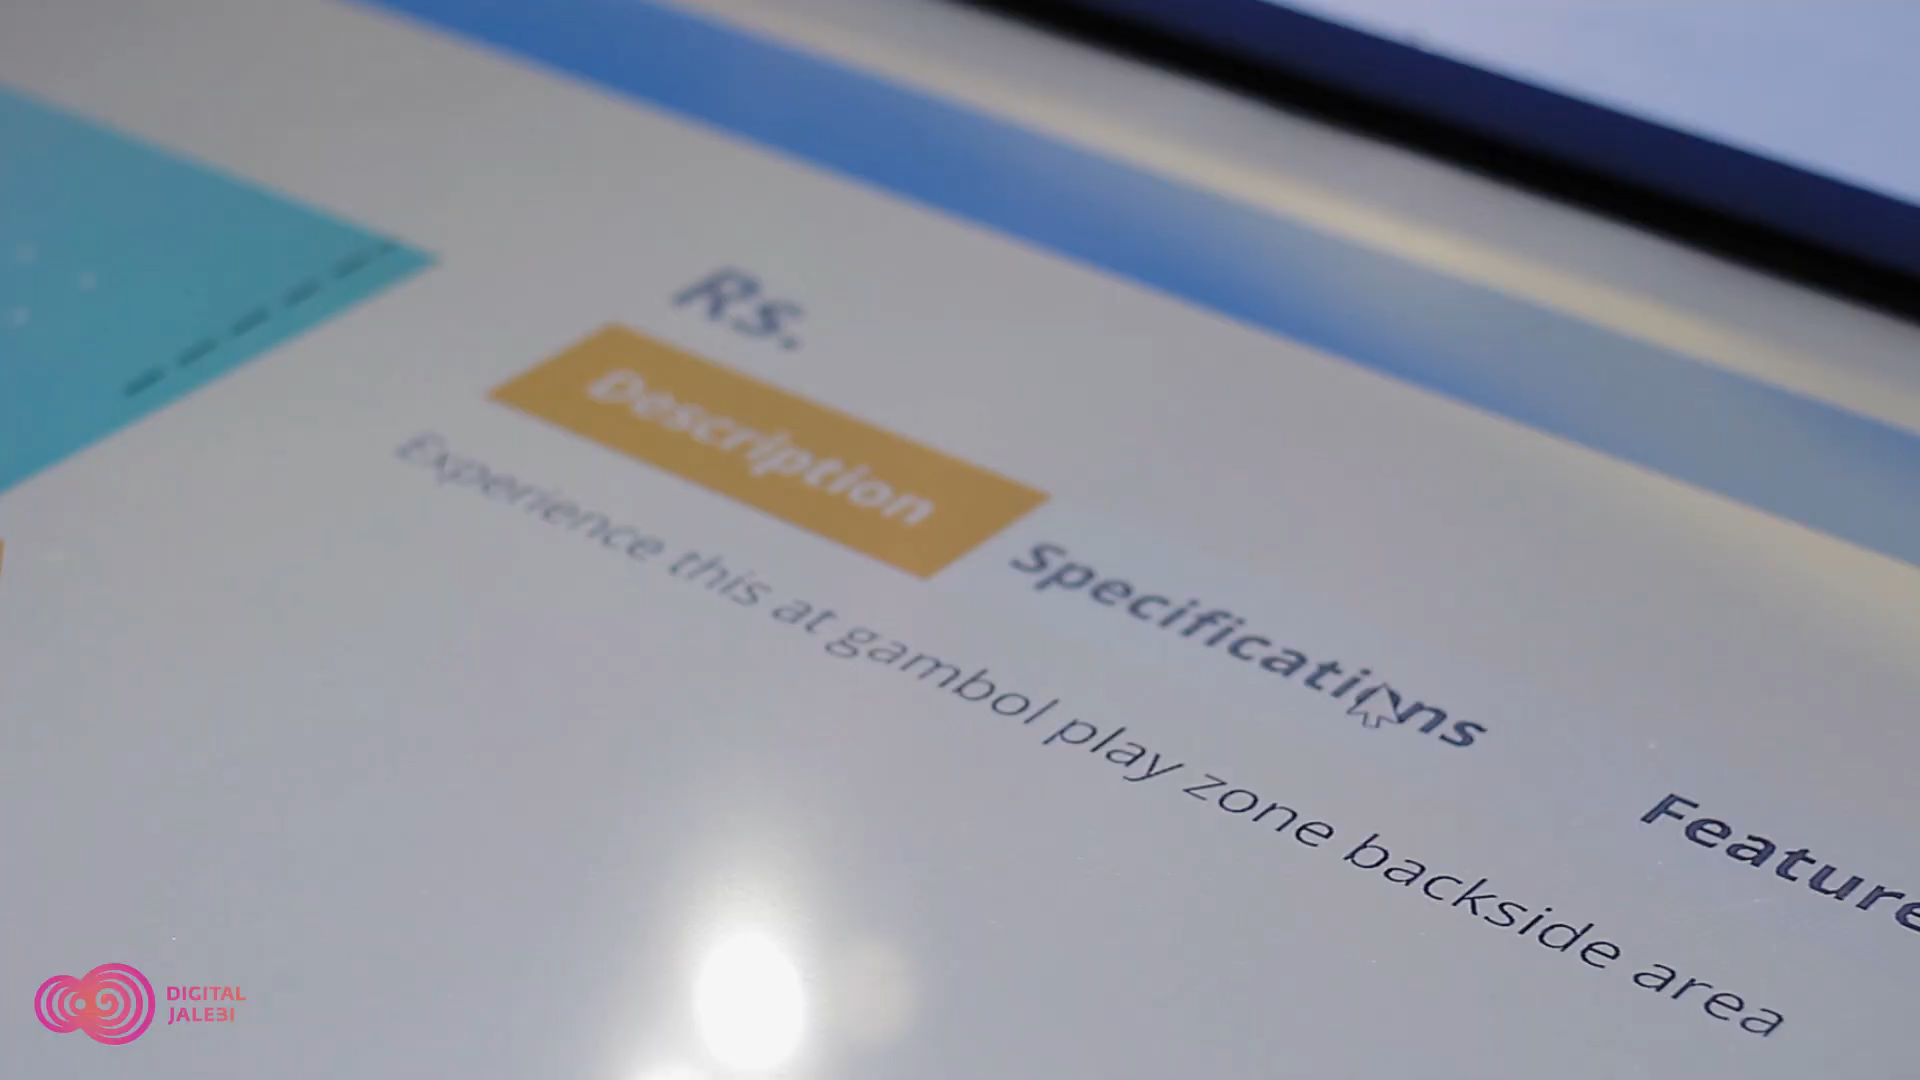 Rs.
Description
Specifications
Feature
Experience this at gambol play zone backside area
DIGITAL
JALEBI